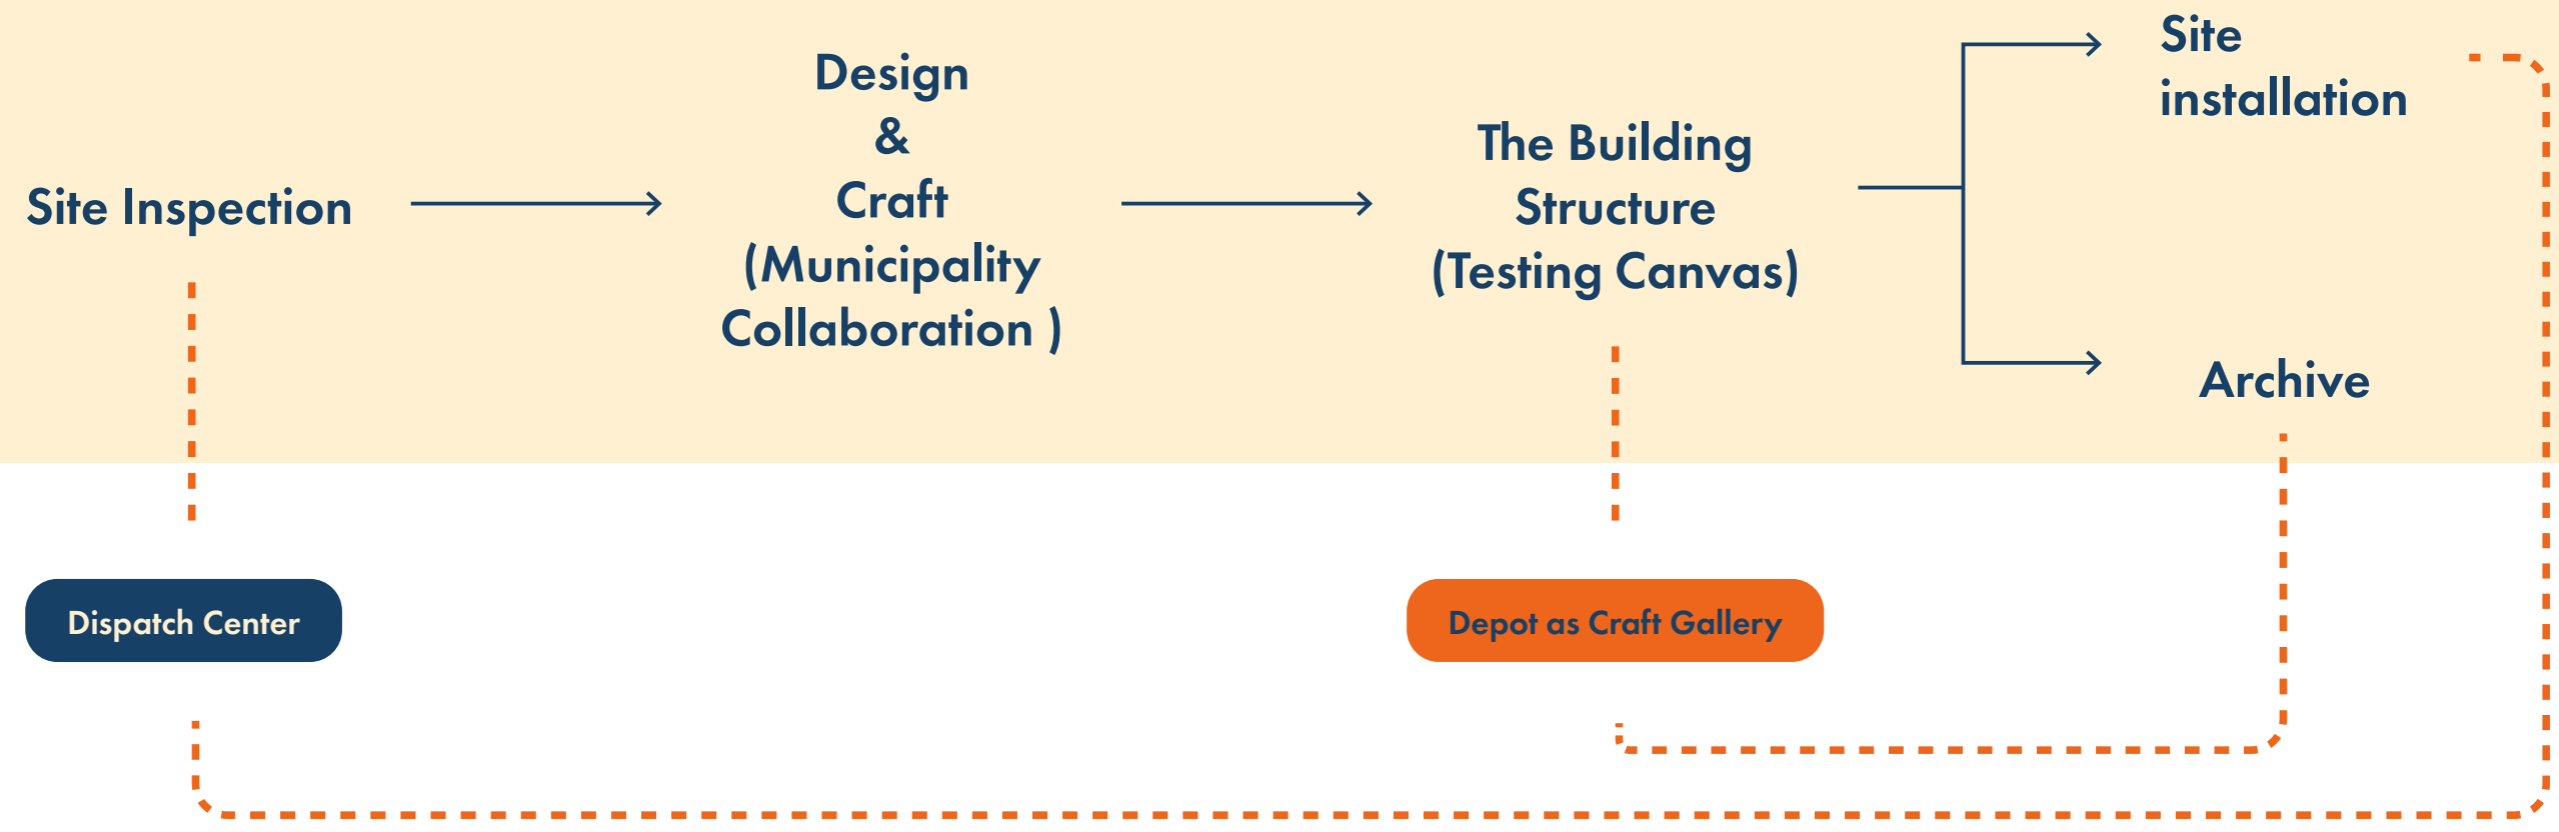 Site Inspection
Design
&
Craft
(Municipality
Collaboration )
The Building
Structure
(Testing Canvas)
Site
installation
Archive
Dispatch Center
Depot as Craft Gallery